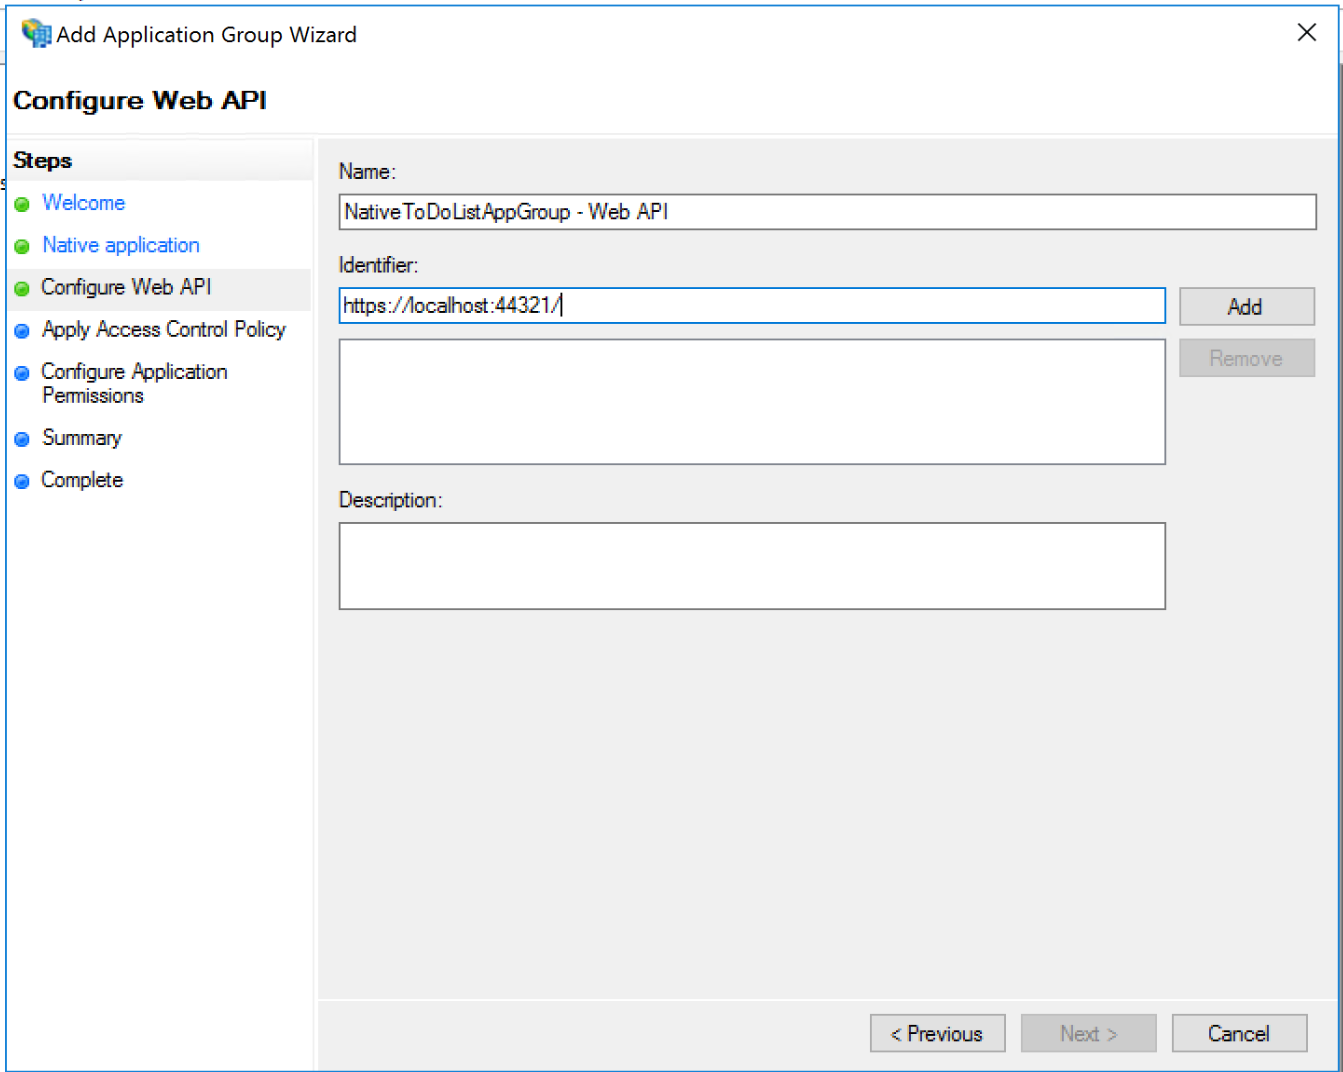 Add Application Group Wizard
Configure Web API
Steps
Welcome
Native application
Configure Web API
Apply Access Control Policy
Configure Application
Permissions
Summary
Complete
Name:
NativeToDoListAppGroup - Web API
Identifier:
https://localhost:44321/
Add
Remove
Description:
< Previous
Next >
Cancel